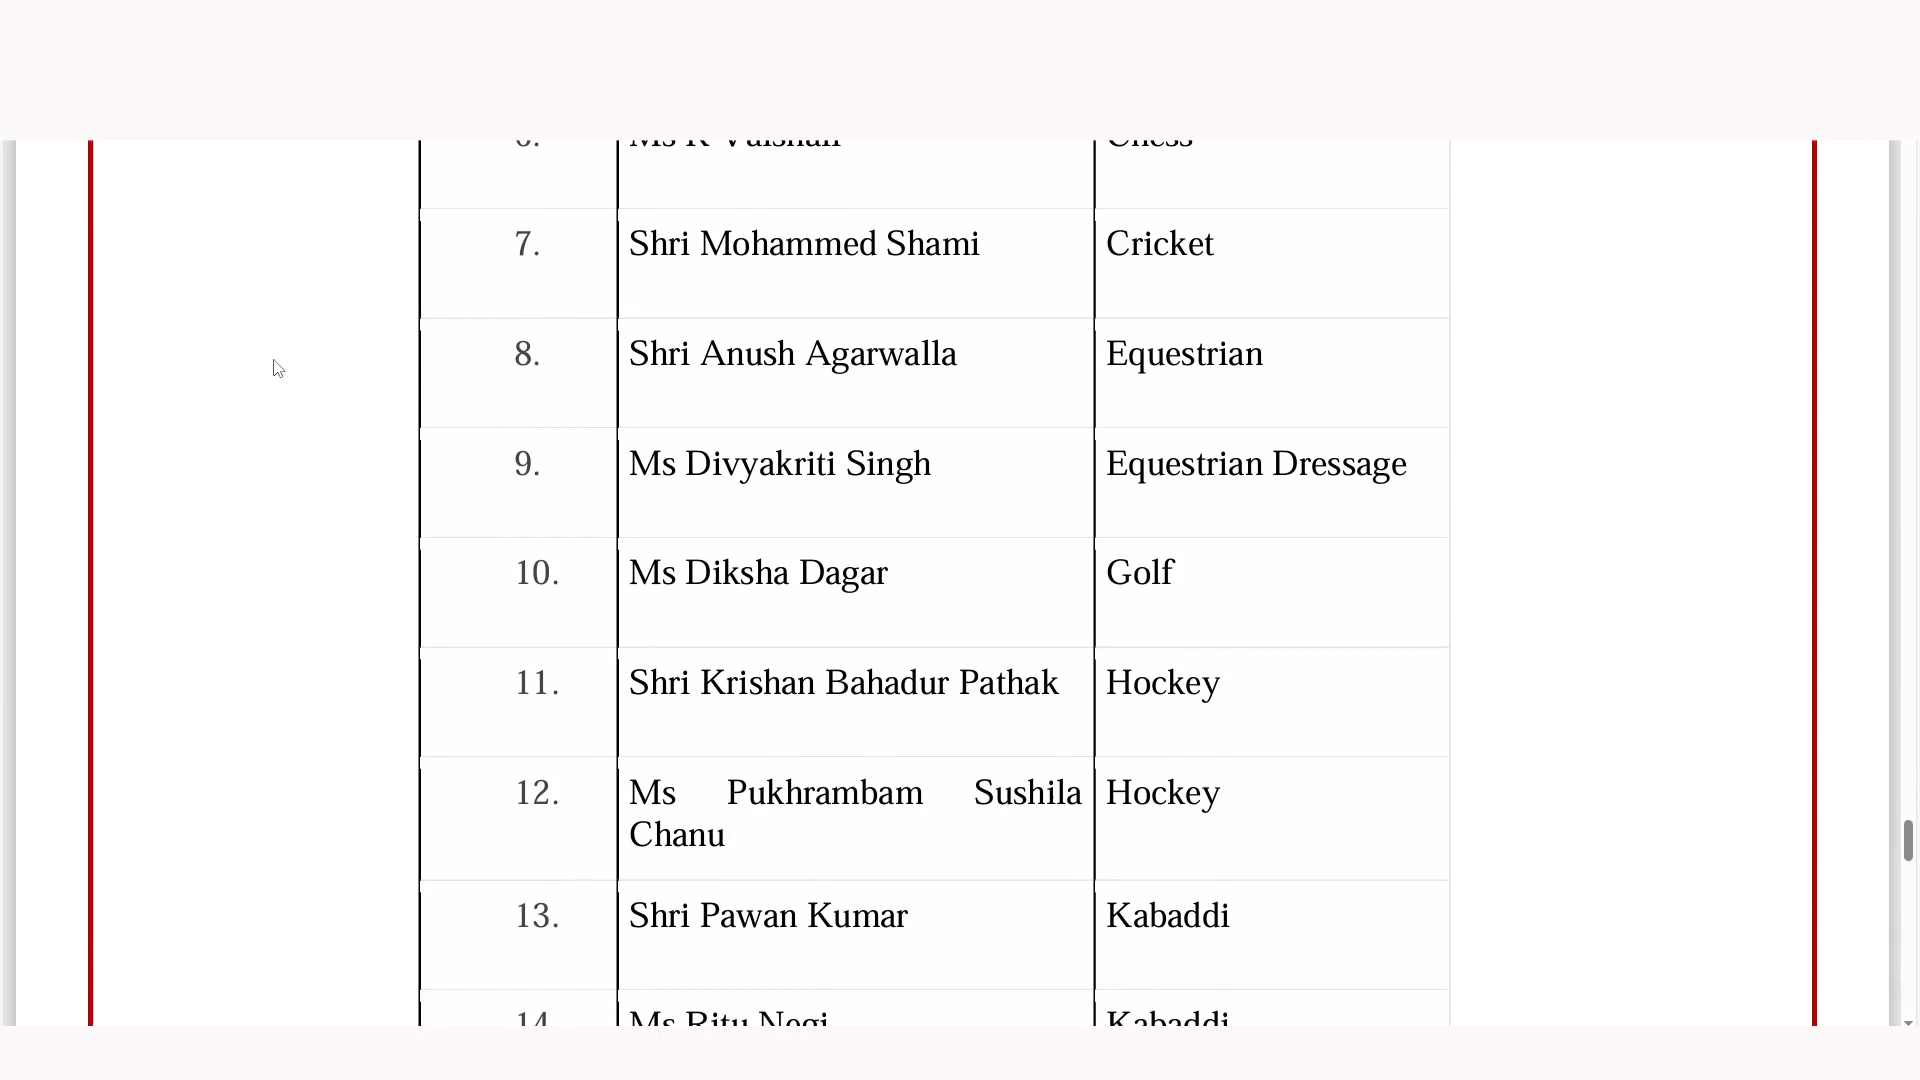 6. Ms R Vaishali Chess
7. Shri Mohammed Shami Cricket
8. Shri Anush Agarwalla Equestrian
9. Ms Divyakriti Singh Equestrian Dressage
10. Ms Diksha Dagar Golf
11. Shri Krishan Bahadur Pathak Hockey
12. Ms Pukhrambam Sushila Hockey
Chanu
13. Shri Pawan Kumar Kabaddi
14. Ms Ritu Negi Kabaddi